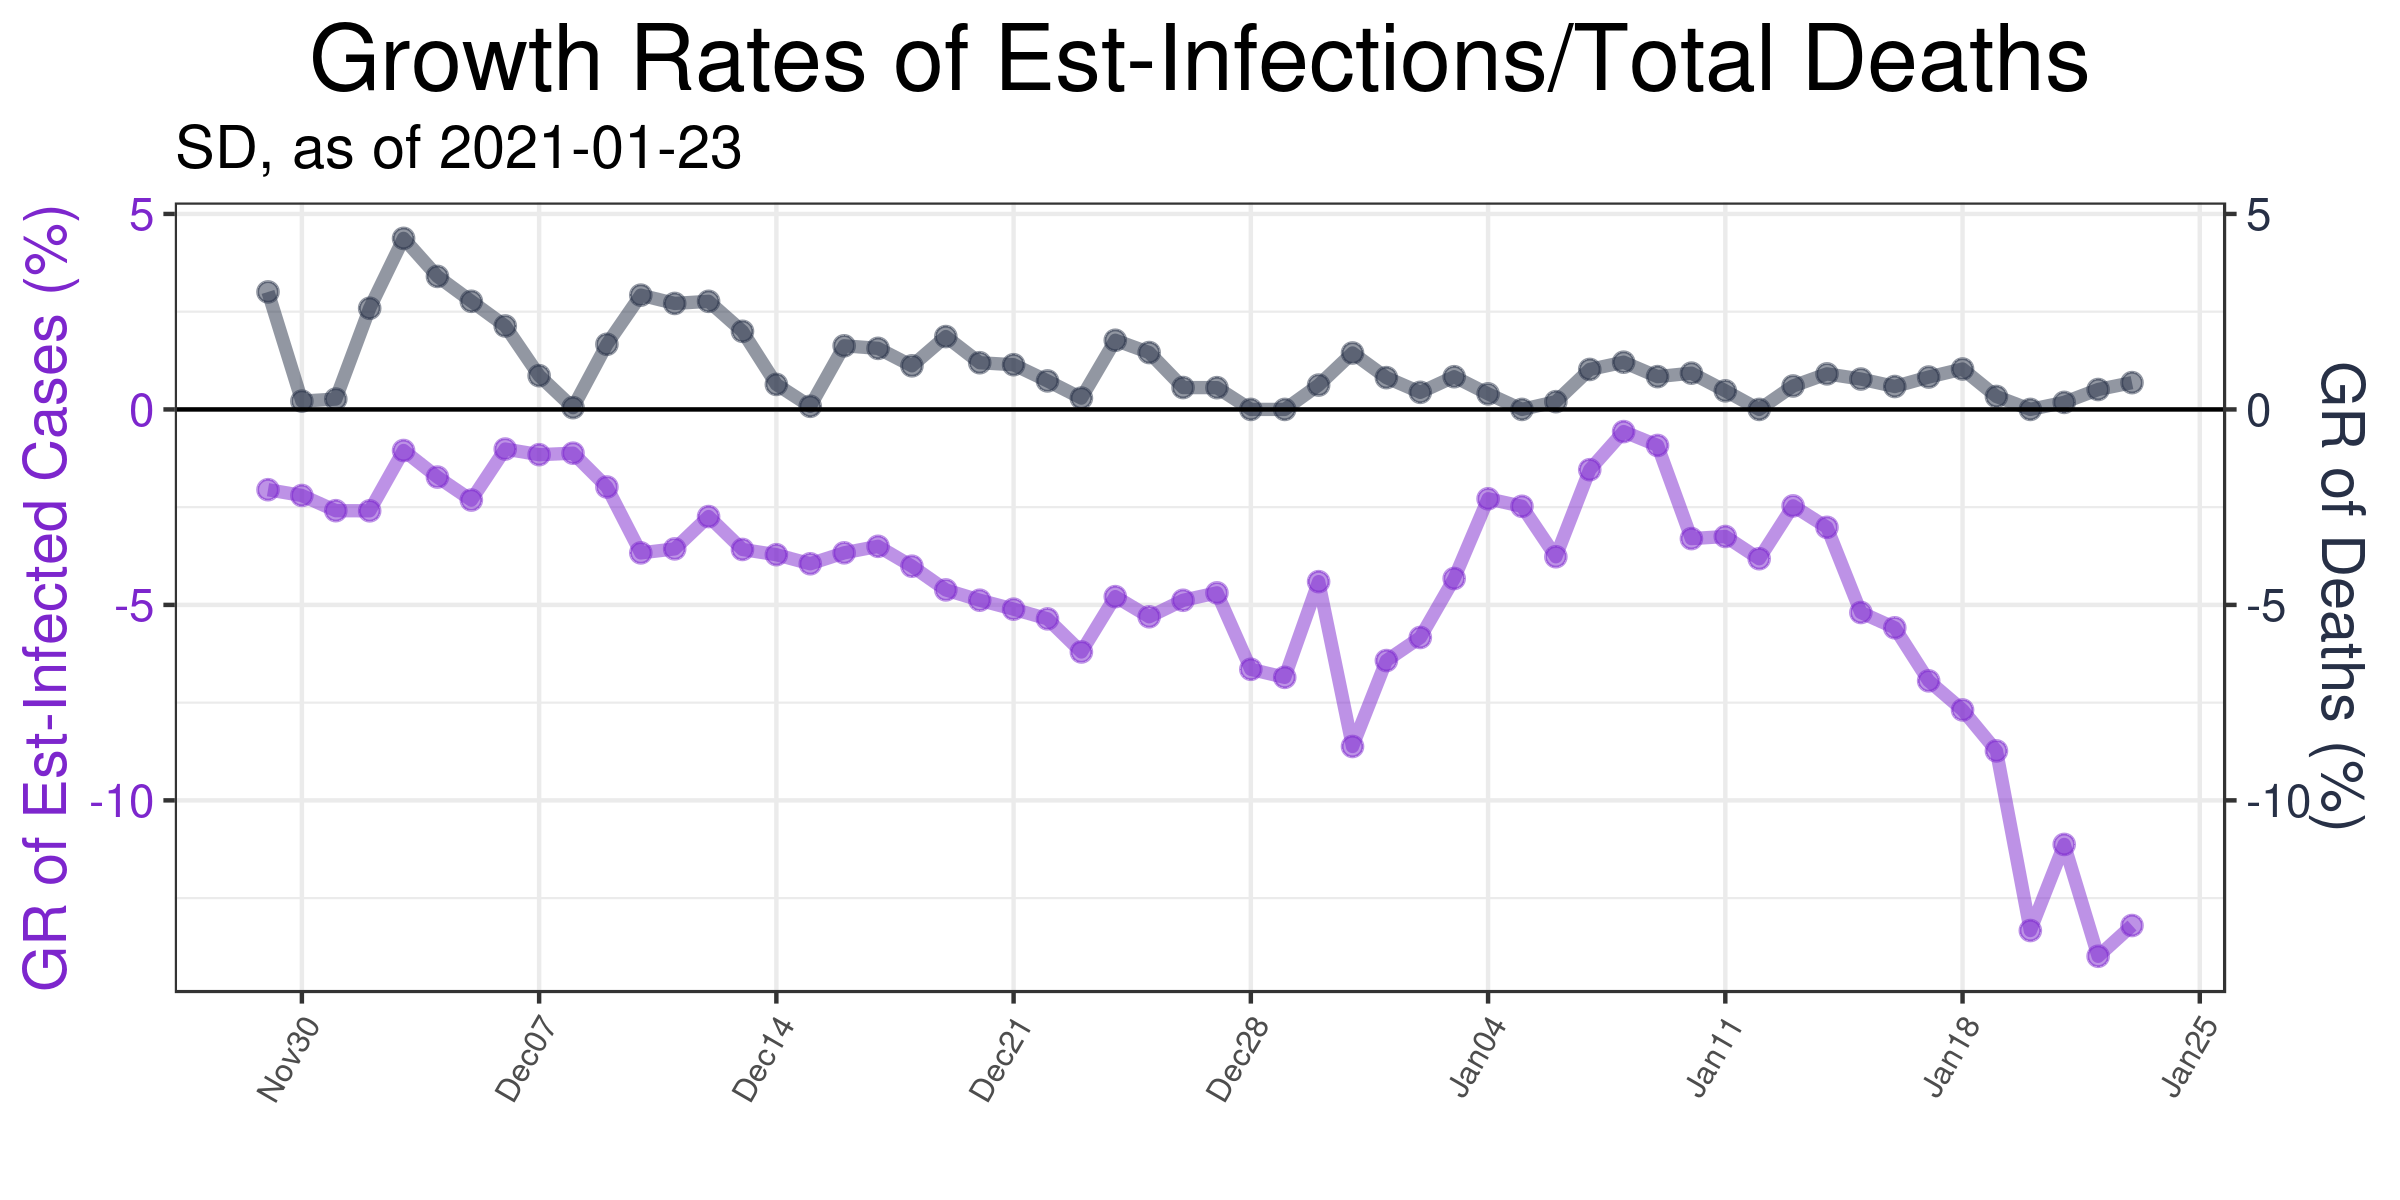 Growth Rates of Est-Infections/Total Deaths
SD, as of 2021-01-23
GR of Est-Infected Cases (%)
5
0
-5
-10
5
0
-5
-10
GR of Deaths (%)
Nov30
Dec07
Dec14
Dec21
Dec28
Jan04
Jan11
Jan18
Jan25